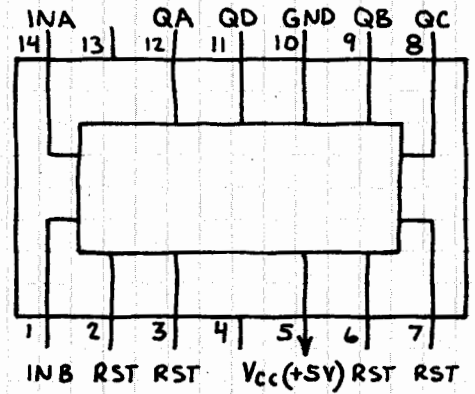 INA QA QD GND QB QC
14 13 12 11 10 9 8
1 2 3 4 5 6 7
INB RST RST Vcc(+5V) RST RST